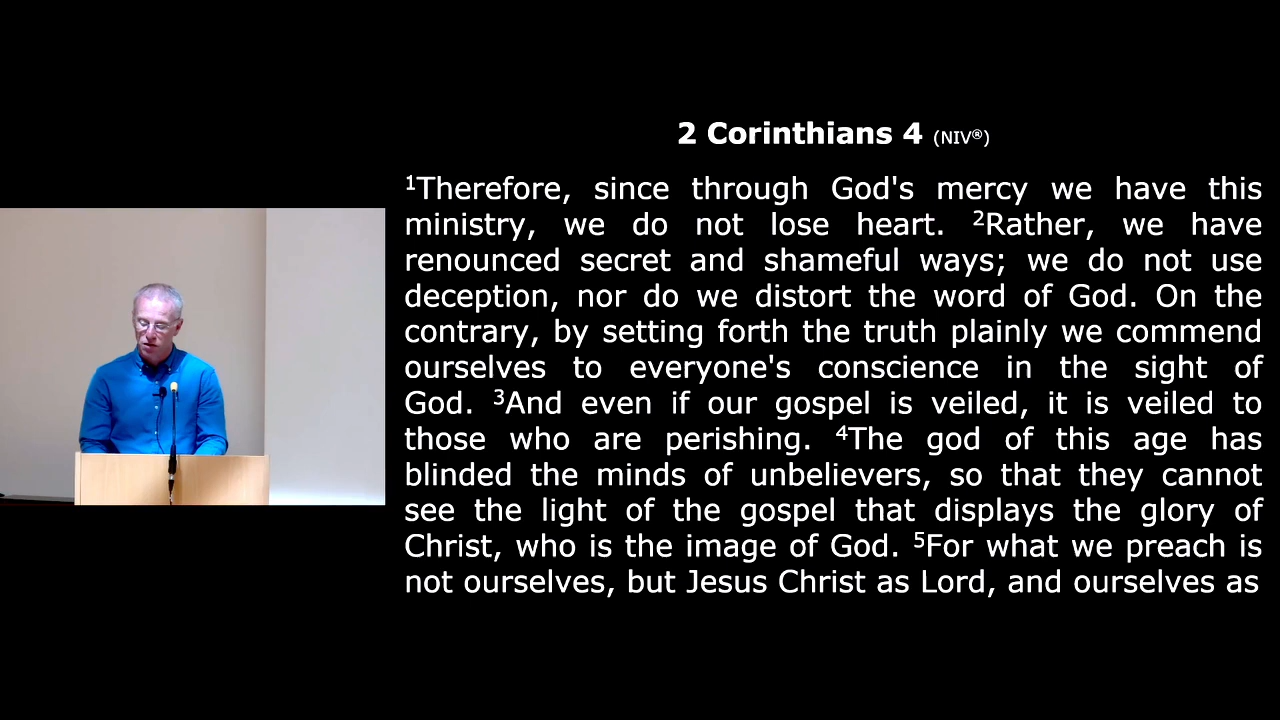 2 Corinthians 4 (NIV®)
¹Therefore, since through God's mercy we have this
ministry, we do not lose heart. ²Rather, we have
renounced secret and shameful ways; we do not use
deception, nor do we distort the word of God. On the
contrary, by setting forth the truth plainly we commend
ourselves to everyone's conscience in the sight of
God. ³And even if our gospel is veiled, it is veiled to
those who are perishing. ⁴The god of this age has
blinded the minds of unbelievers, so that they cannot
see the light of the gospel that displays the glory of
Christ, who is the image of God. ⁵For what we preach is
not ourselves, but Jesus Christ as Lord, and ourselves as